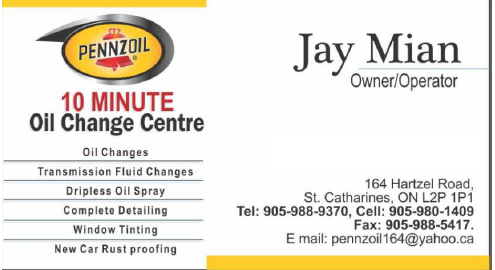 PENNZOIL
10 MINUTE
Oil Change Centre
Oil Changes
Transmission Fluid Changes
Dripless Oil Spray
Complete Detailing
Window Tinting
New Car Rust proofing
Jay Mian
Owner/Operator
164 Hartzel Road,
St. Catharines, ON L2P 1P1
Tel: 905-988-9370, Cell: 905-980-1409
Fax: 905-988-5417.
E mail: pennzoil164@yahoo.ca